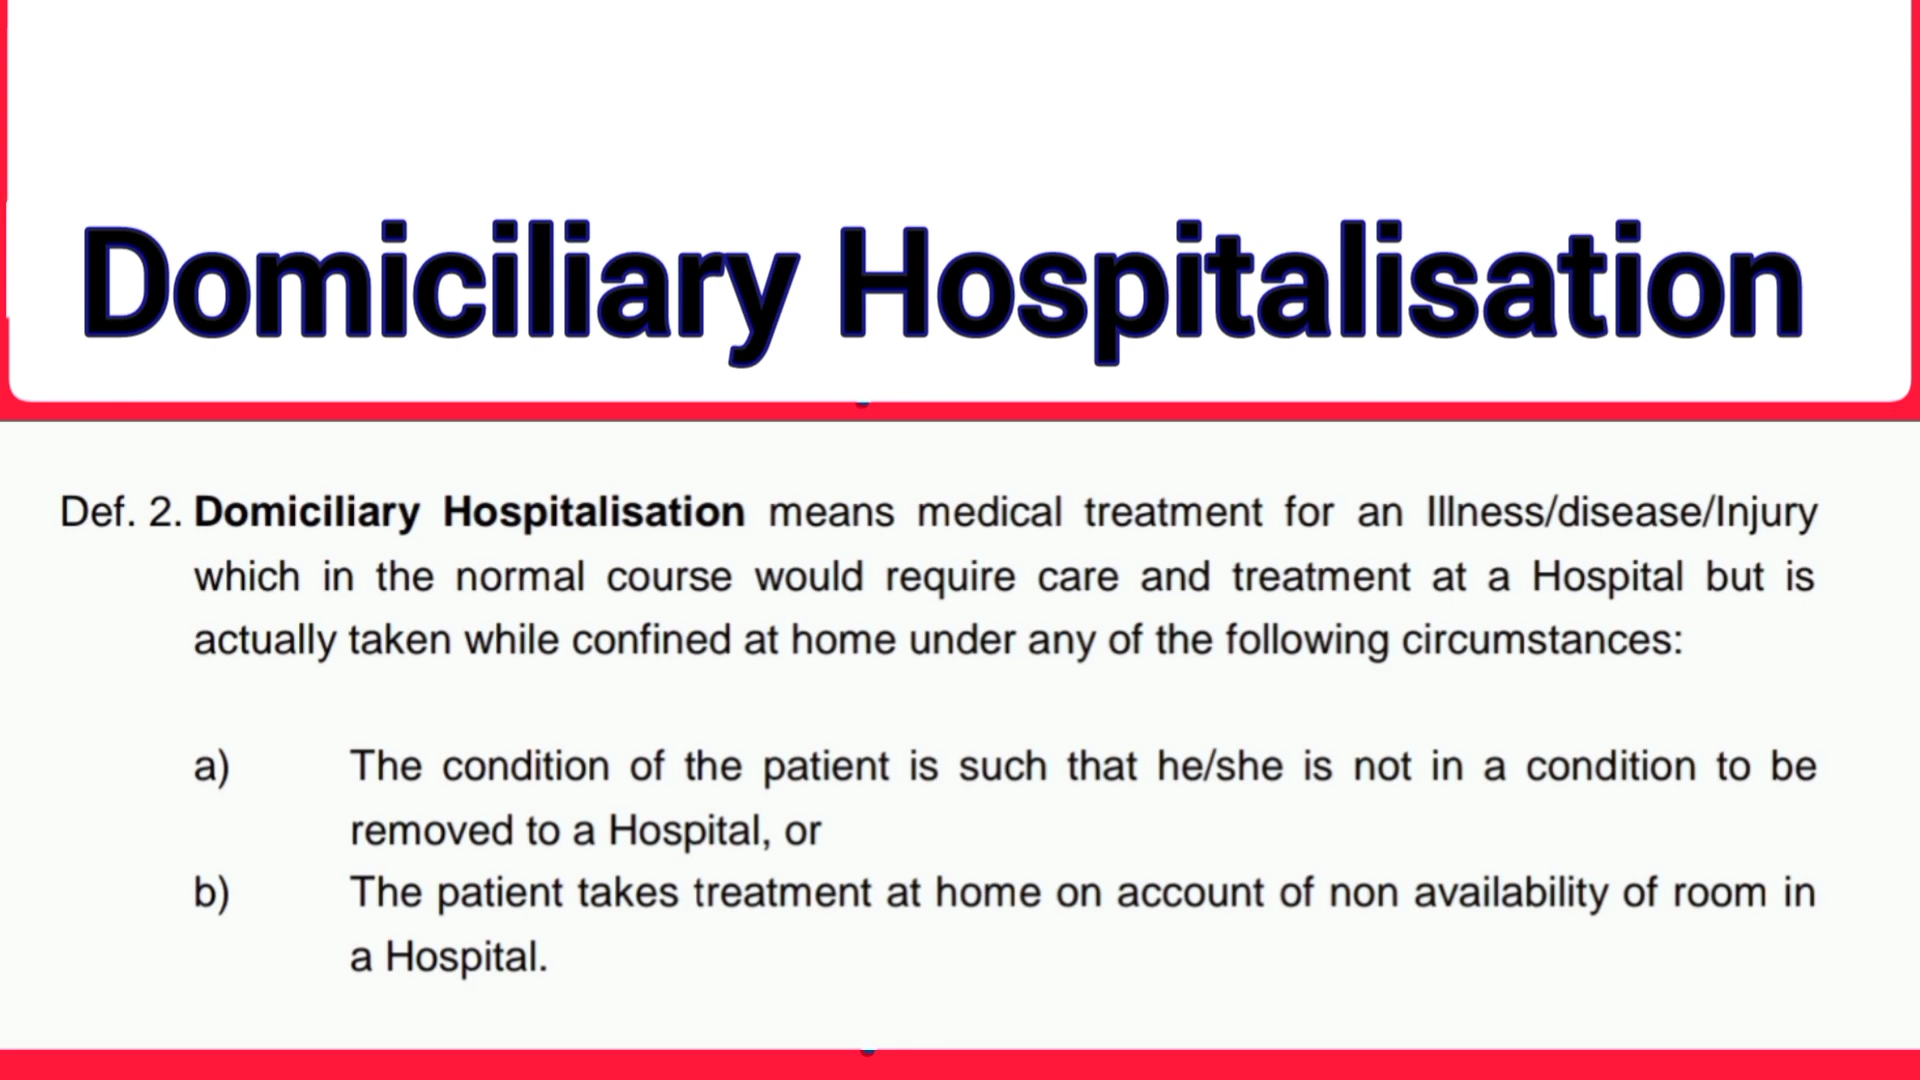 Domiciliary Hospitalisation
Def. 2. Domiciliary Hospitalisation means medical treatment for an Illness/disease/Injury
which in the normal course would require care and treatment at a Hospital but is
actually taken while confined at home under any of the following circumstances:
a) The condition of the patient is such that he/she is not in a condition to be
removed to a Hospital, or
b) The patient takes treatment at home on account of non availability of room in
a Hospital.